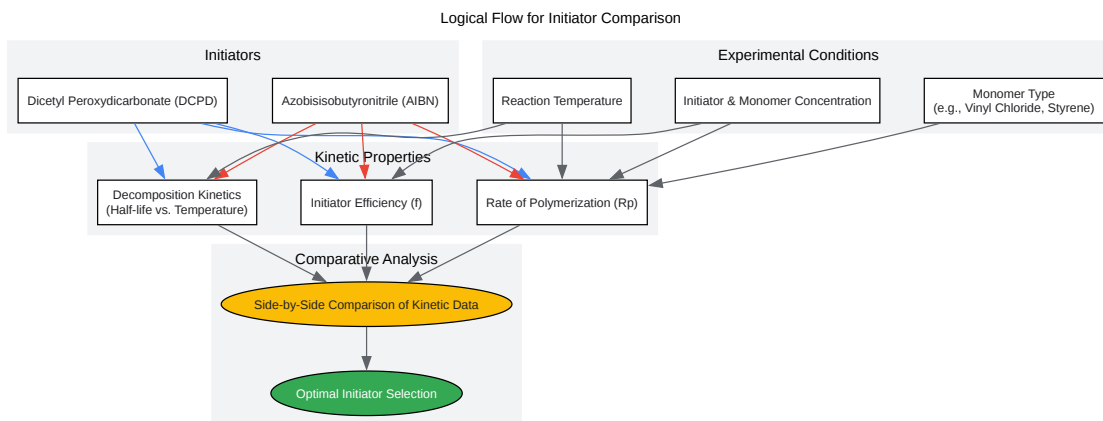 Logical Flow for Initiator Comparison
Initiators
Experimental Conditions
Dicetyl Peroxydicarbonate (DCPD)
Azobisisobutyronitrile (AIBN)
Reaction Temperature
Initiator & Monomer Concentration
Monomer Type
(e.g., Vinyl Chloride, Styrene)
Kinetic Properties
Decomposition Kinetics
(Half-life vs. Temperature)
Initiator Efficiency (f)
Rate of Polymerization (Rp)
Comparative Analysis
Side-by-Side Comparison of Kinetic Data
Optimal Initiator Selection